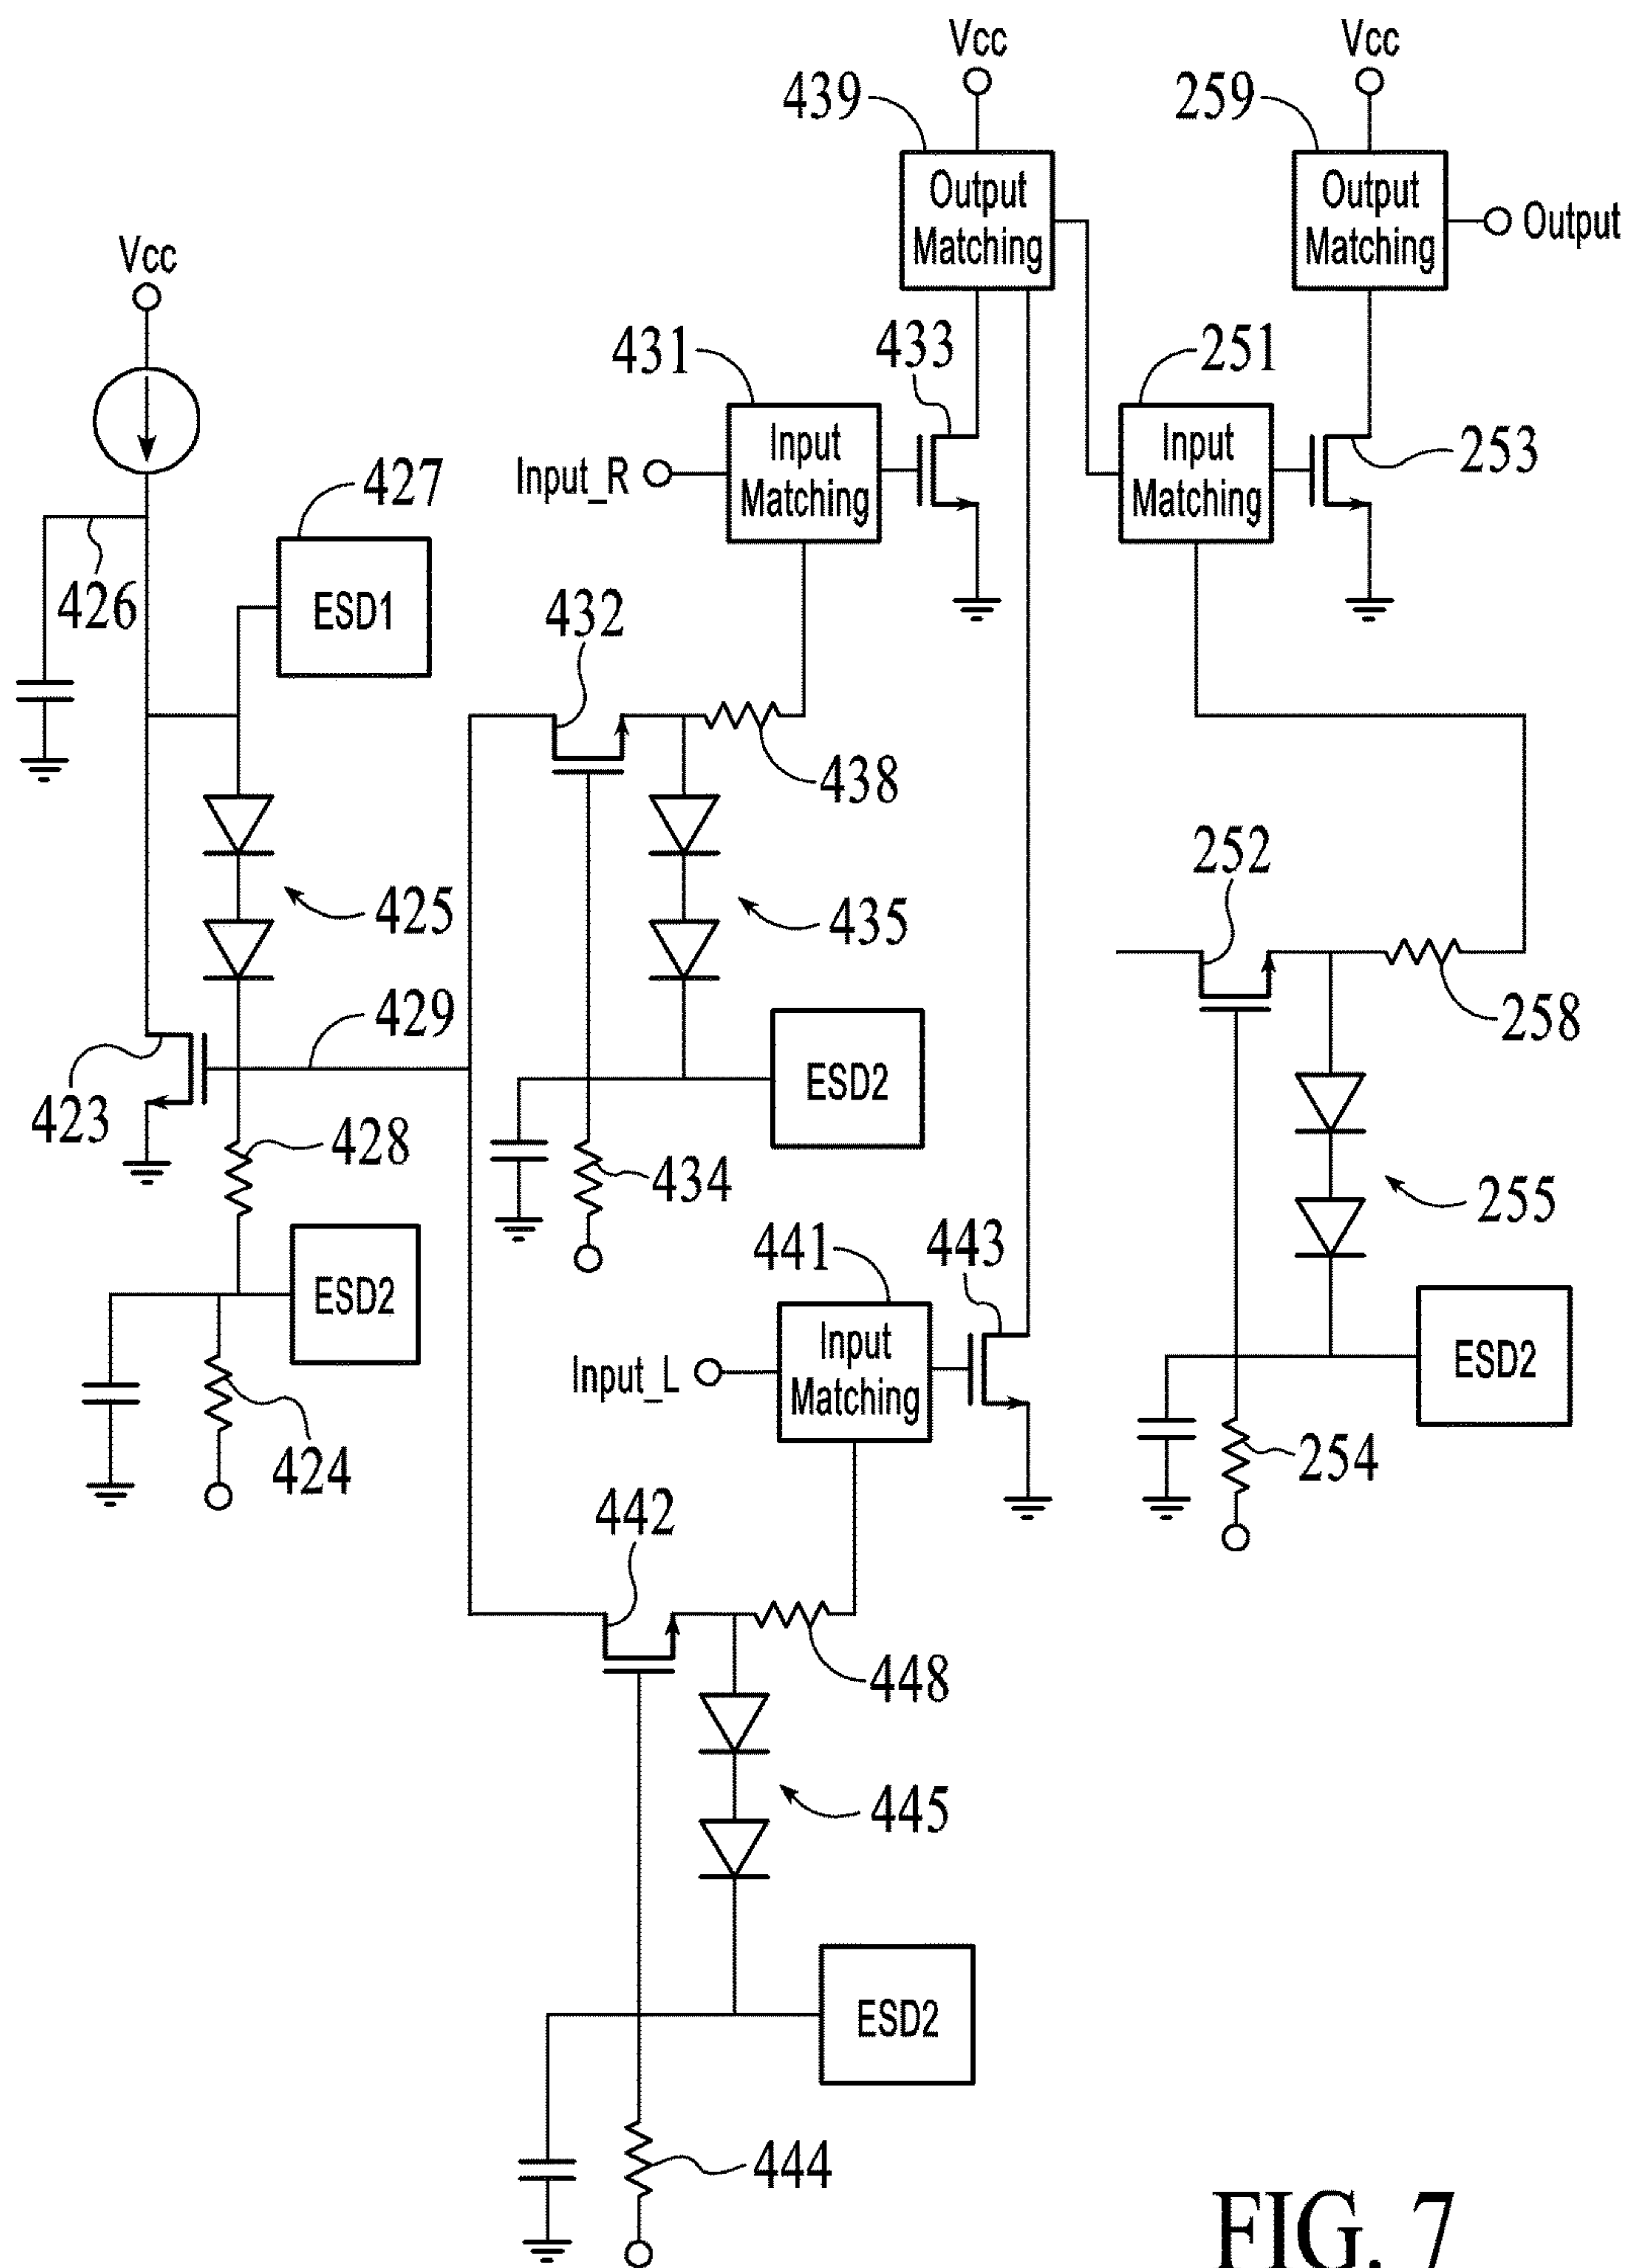 Vcc
Vcc
439
259
Output
Matching
Output
Matching
Output
Vcc
431
433
251
253
Input_R
Input
Matching
Input
Matching
427
ESD1
426
432
438
425
435
252
258
429
423
428
ESD2
434
255
ESD2
424
441
443
Input_L
Input
Matching
ESD2
254
442
448
445
ESD2
444
FIG. 7